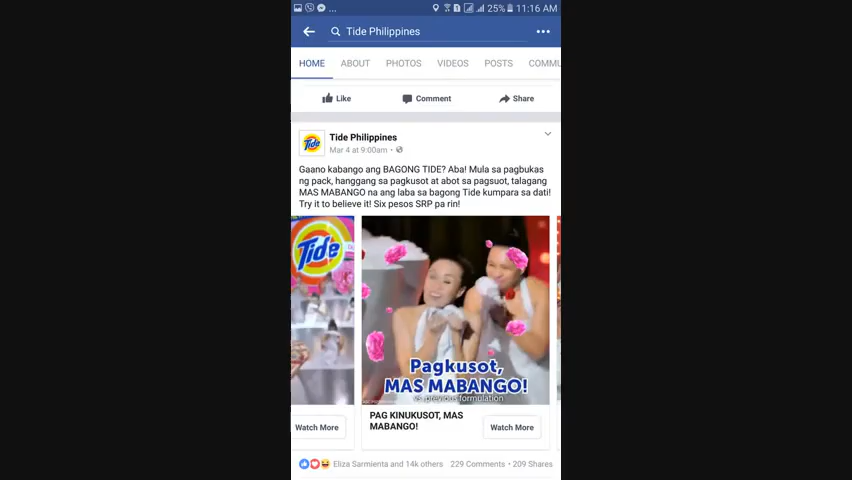 ... 25% 11:16 AM
Tide Philippines
HOME ABOUT PHOTOS VIDEOS POSTS COMMU
Like Comment Share
Tide Philippines
Mar 4 at 9:00am
Gaano kabango ang BAGONG TIDE? Aba! Mula sa pagbukas
ng pack, hanggang sa pagkusot at abot sa pagsuot, talagang
MAS MABANGO na ang laba sa bagong Tide kumpara sa dati!
Try it to believe it! Six pesos SRP pa rin!
Tide
Pagkusot,
MAS MABANGO!
vs. previous formulation
PAG KINUKUSOT, MAS
MABANGO!
Watch More
Watch More
Eliza Sarmienta and 14k others 229 Comments • 209 Shares